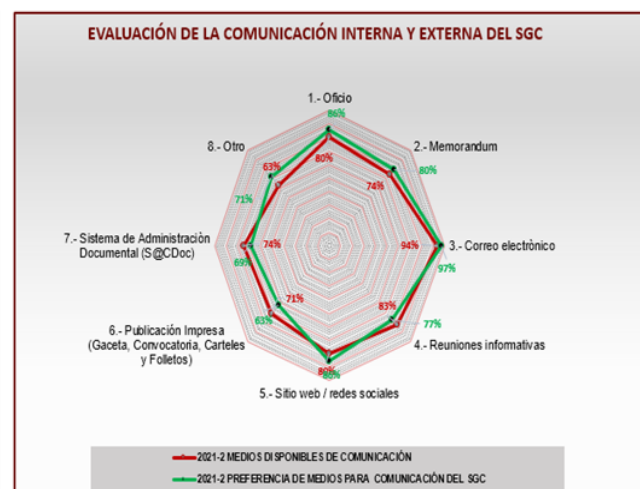 EVALUACIÓN DE LA COMUNICACIÓN INTERNA Y EXTERNA DEL SGC
1.- Oficio
86%
8.- Otro
2.- Memorandum
63%
80%
80%
74%
71%
7.- Sistema de Administraciòn
Documental (S@CDoc)
74%
69%
94%
3.- Correo electrònico
97%
71%
83%
6.- Publicación Impresa
(Gaceta, Convocatoria, Carteles
y Folletos)
63%
77%
4.- Reuniones informativas
80%
86%
5.- Sitio web / redes sociales
2021-2 MEDIOS DISPONIBLES DE COMUNICACIÓN
2021-2 PREFERENCIA DE MEDIOS PARA COMUNICACIÓN DEL SGC